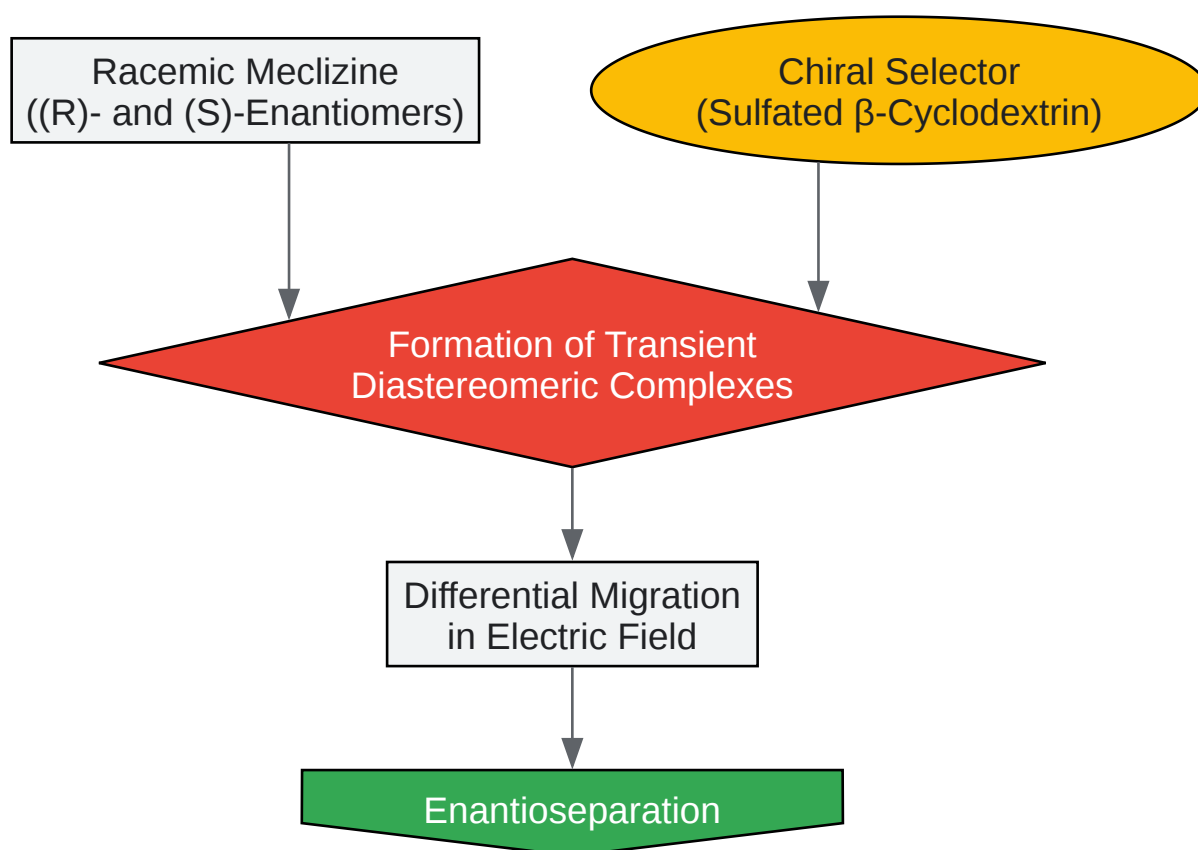 Racemic Meclizine
((R)- and (S)-Enantiomers)
Chiral Selector
(Sulfated β-Cyclodextrin)
Formation of Transient
Diastereomeric Complexes
Differential Migration
in Electric Field
Enantioseparation